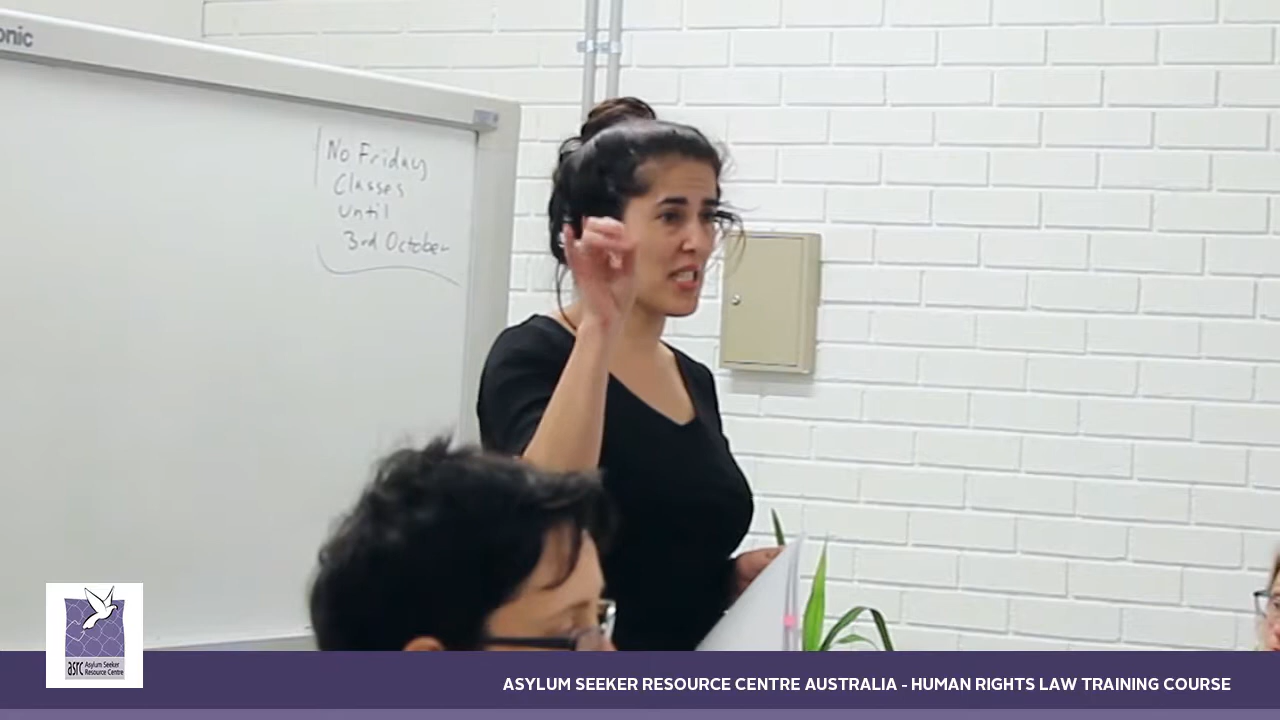 onic
No Friday
Classes
until
3rd October
asrc Asylum Seeker
Resource Centre
ASYLUM SEEKER RESOURCE CENTRE AUSTRALIA - HUMAN RIGHTS LAW TRAINING COURSE